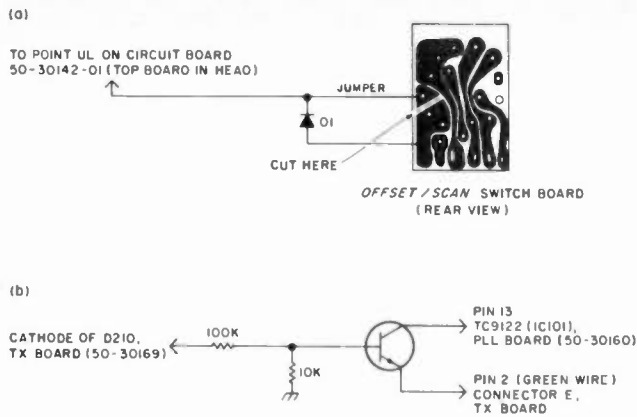 (a)
TO POINT UL ON CIRCUIT BOARD
50-30142-01 (TOP BOARD IN HEAD)
JUMPER
D1
CUT HERE
OFFSET/SCAN SWITCH BOARD
(REAR VIEW)
(b)
CATHODE OF D210,
TX BOARD (50-30169)
100K
10K
PIN 13
TC9122 (IC101),
PLL BOARD (50-30160)
PIN 2 (GREEN WIRE)
CONNECTOR E,
TX BOARD